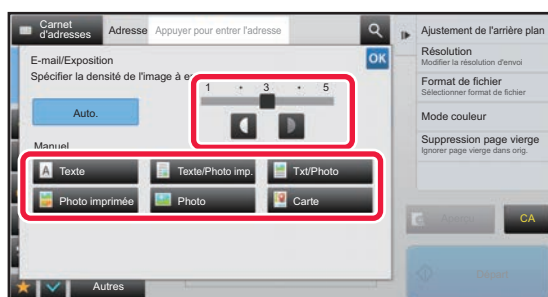 Carnet d'adresses
Adresse
Appuyer pour entrer l'adresse
E-mail/Exposition
OK
Spécifier la densité de l'image à
1 · 3 · 5
Auto.
Manuel
Texte
Texte/Photo imp.
Txt/Photo
Photo imprimée
Photo
Carte
Autres
Ajustement de l'arrière plan
Résolution
Modifier la résolution d'envoi
Format de fichier
Sélectionner format de fichier
Mode couleur
Suppression page vierge
Ignorer page vierge dans orig.
CA